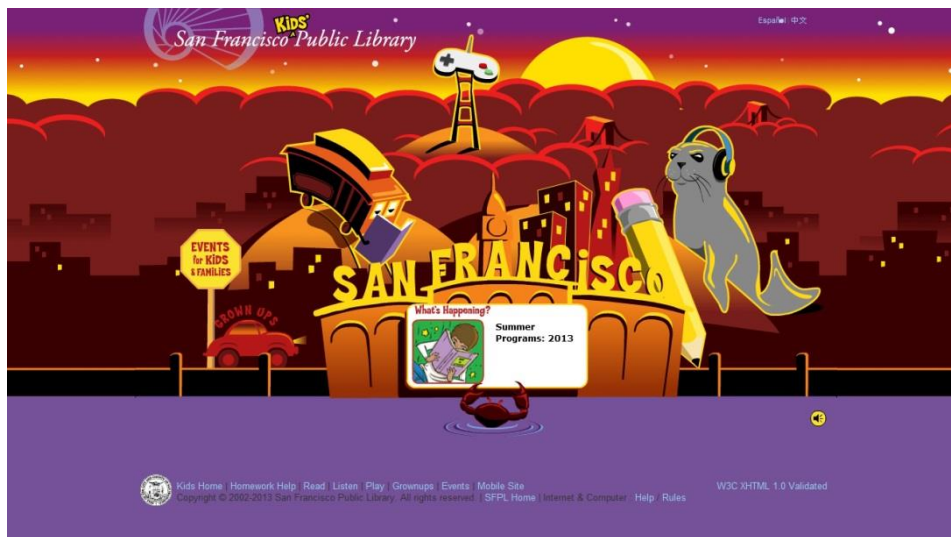 KiDS'
San Francisco ^ Public Library
Español 中文
EVENTS
for KiDS
& FAMILIES
GROWN UPS
SAN FRANCiSCO
What's Happening?
Summer
Programs: 2013
Kids Home | Homework Help | Read | Listen | Play | Grownups | Events | Mobile Site
W3C XHTML 1.0 Validated
Copyright © 2002-2013 San Francisco Public Library. All rights reserved. | SFPL Home | Internet & Computer Help / Rules